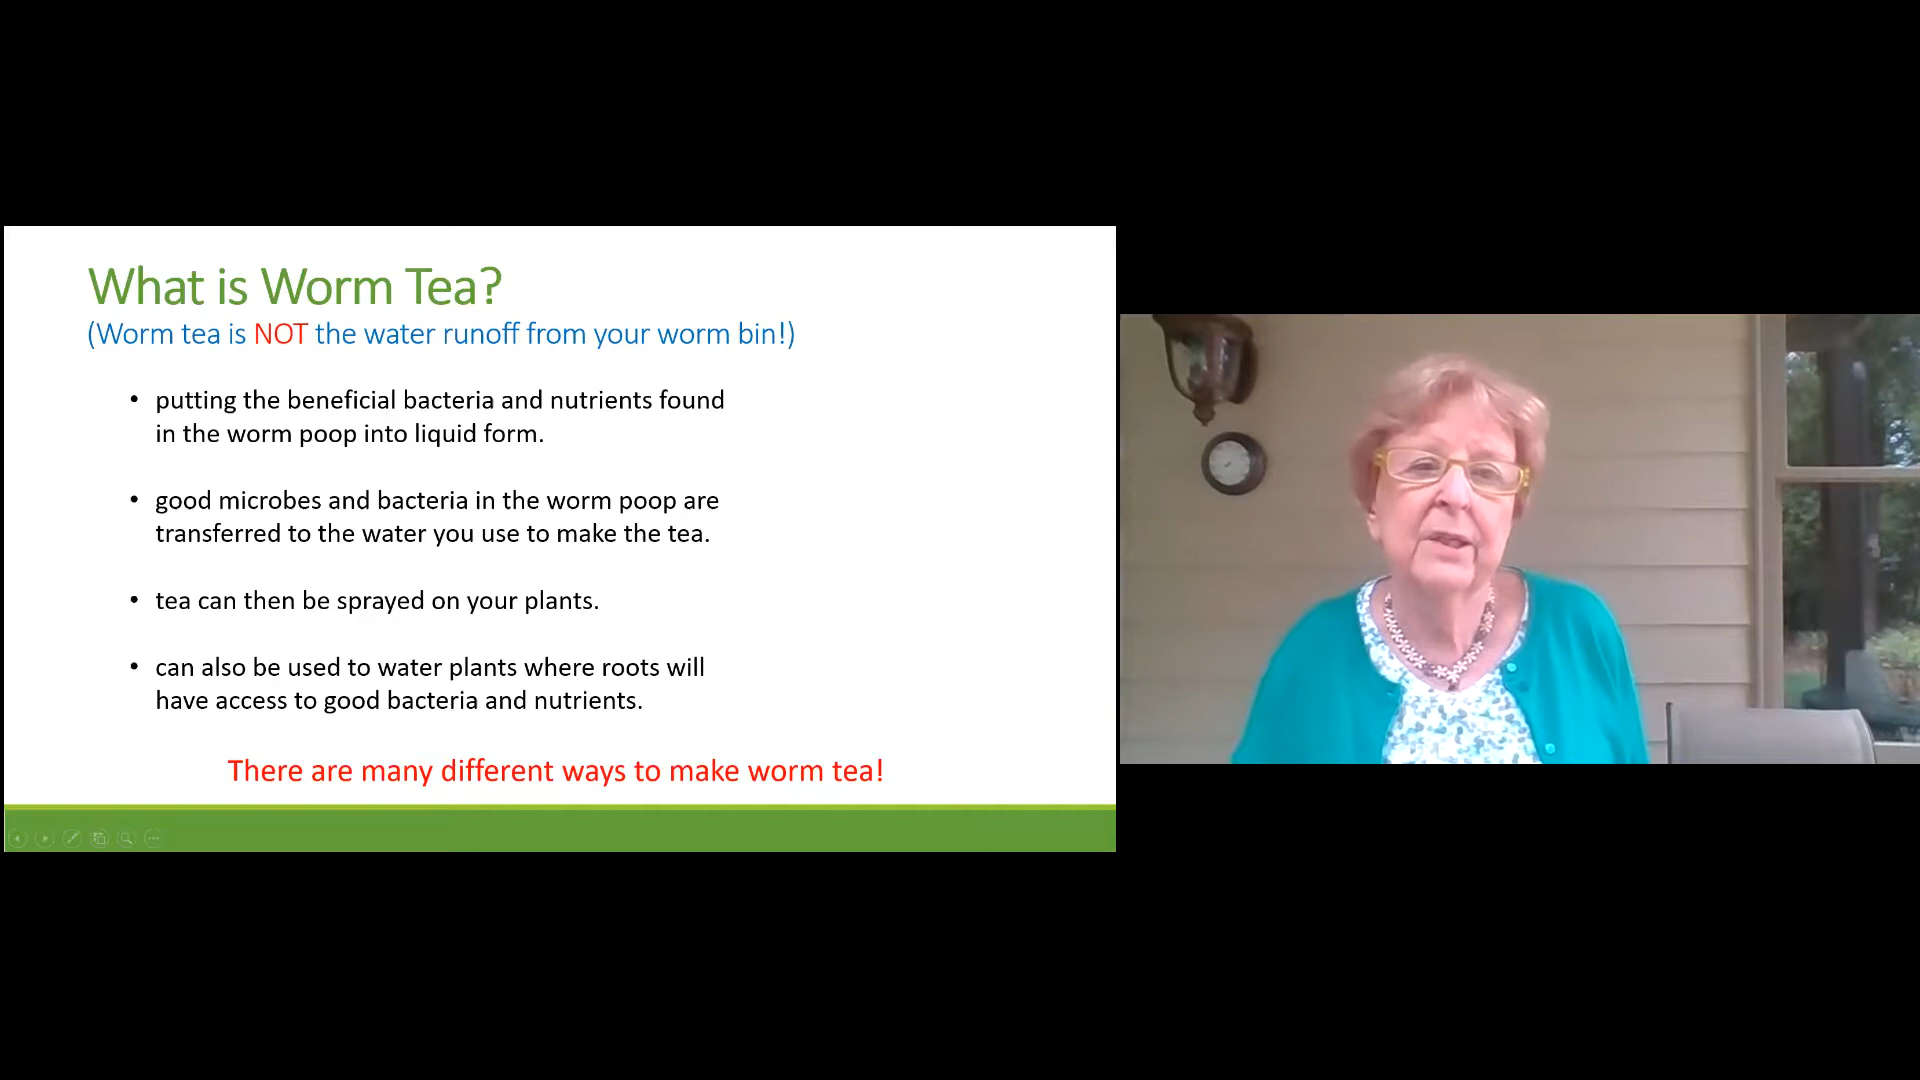 What is Worm Tea?
(Worm tea is NOT the water runoff from your worm bin!)
• putting the beneficial bacteria and nutrients found
in the worm poop into liquid form.
• good microbes and bacteria in the worm poop are
transferred to the water you use to make the tea.
• tea can then be sprayed on your plants.
• can also be used to water plants where roots will
have access to good bacteria and nutrients.
There are many different ways to make worm tea!